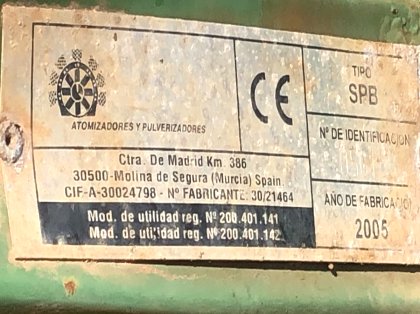 ATOMIZADORES Y PULVERIZADORES
CE
TIPO
SPB
Nº DE IDENTIFICACIÓN
AÑO DE FABRICACI
2005
Ctra. De Madrid Km. 386
30500-Molina de Segura (Murcia) Spain
CIF-A-30024798 - Nº FABRICANTE: 30/21464
Mod. de utilidad reg. Nº 200.401.141
Mod. de utilidad reg. Nº 200.401.142